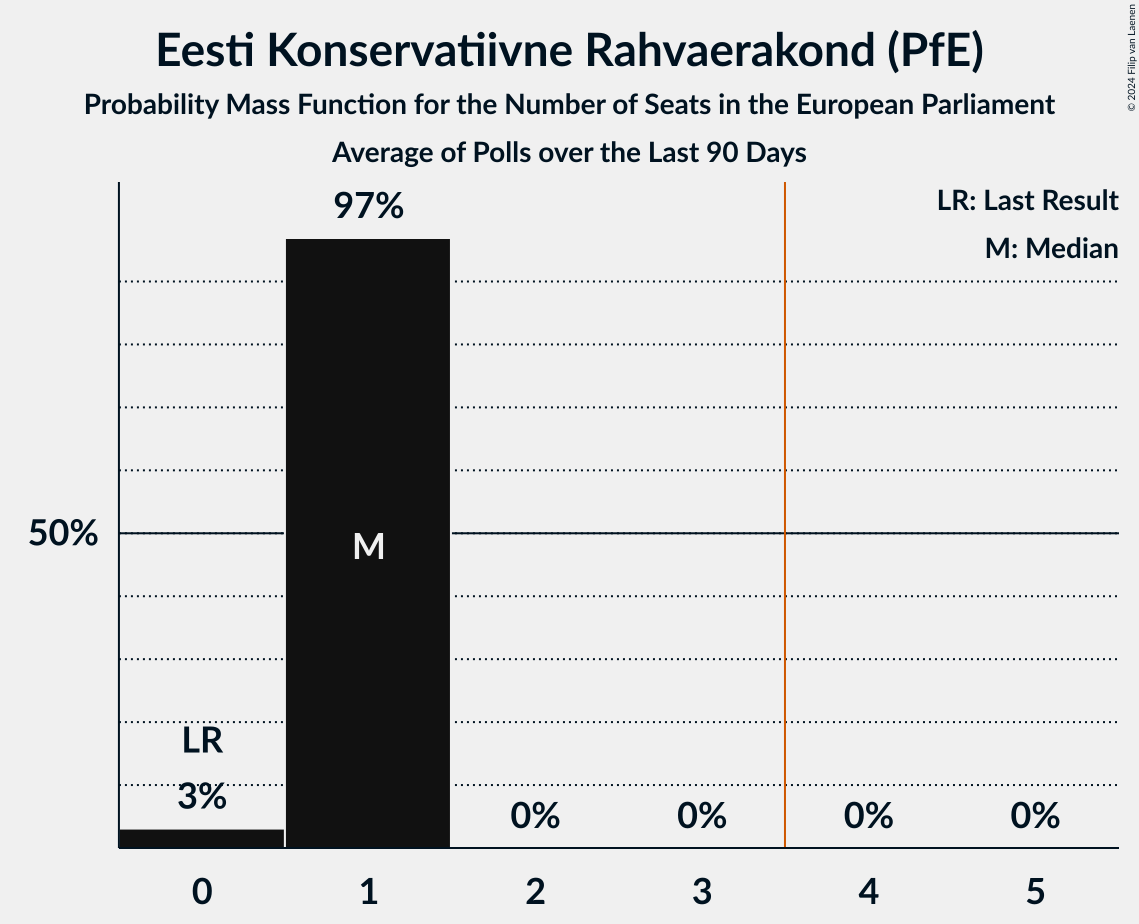 Eesti Konservatiivne Rahvaerakond (PfE)
Probability Mass Function for the Number of Seats in the European Parliament
Average of Polls over the Last 90 Days
© 2024 Filip van Laenen
LR: Last Result
M: Median
97%
50%
M
LR
3%
0%
0%
0%
0%
0
1
2
3
4
5